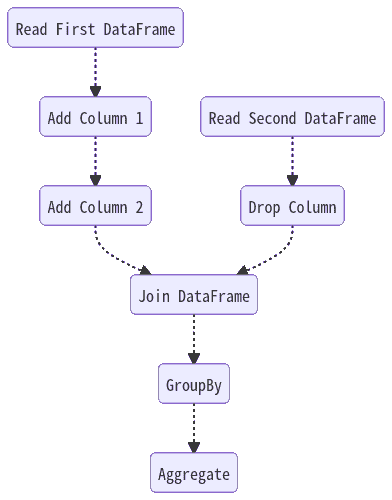 Read First DataFrame
Add Column 1
Read Second DataFrame
Add Column 2
Drop Column
Join DataFrame
GroupBy
Aggregate